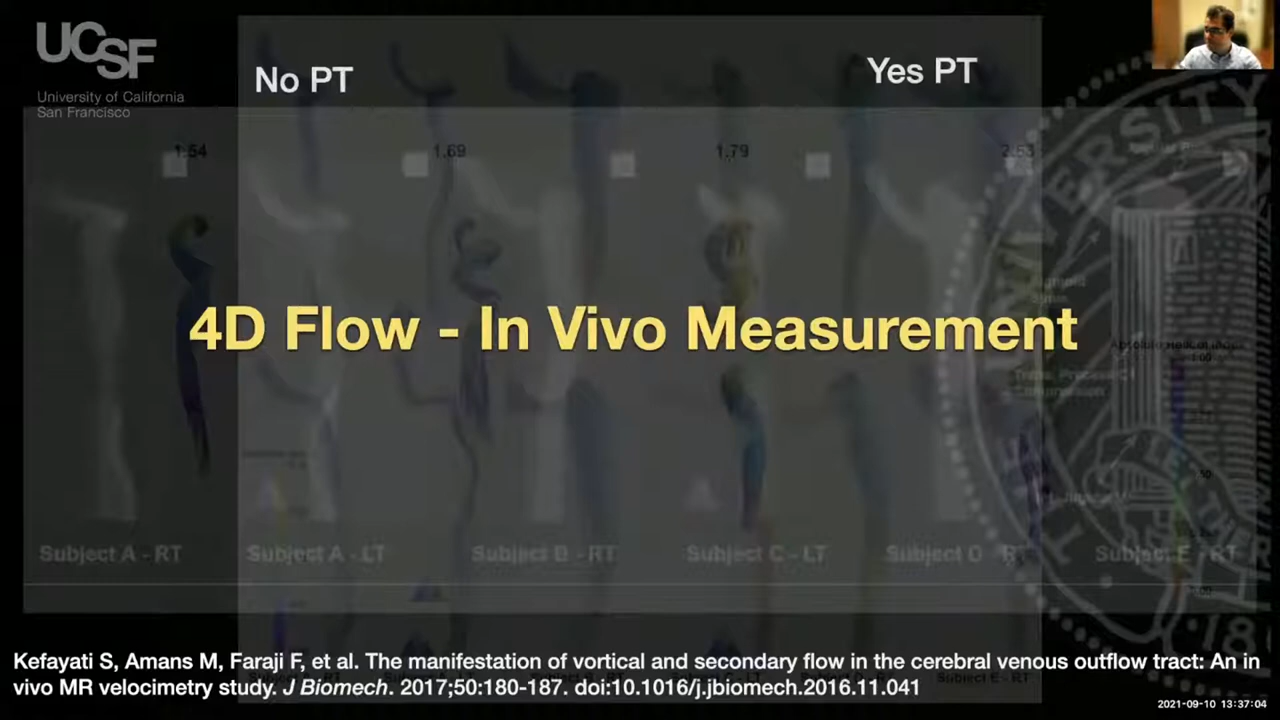 UCSF
University of California
San Francisco
No PT
Yes PT
1.54
1.69
1.79
2.53
4D Flow - In Vivo Measurement
Subject A - RT
Subject A - LT
Subject B - RT
Subject C - LT
Subject D - RT
Subject E - RT
Kefayati S, Amans M, Faraji F, et al. The manifestation of vortical and secondary flow in the cerebral venous outflow tract: An in
vivo MR velocimetry study. J Biomech. 2017;50:180-187. doi:10.1016/j.jbiomech.2016.11.041
2021-09-10 13:37:04